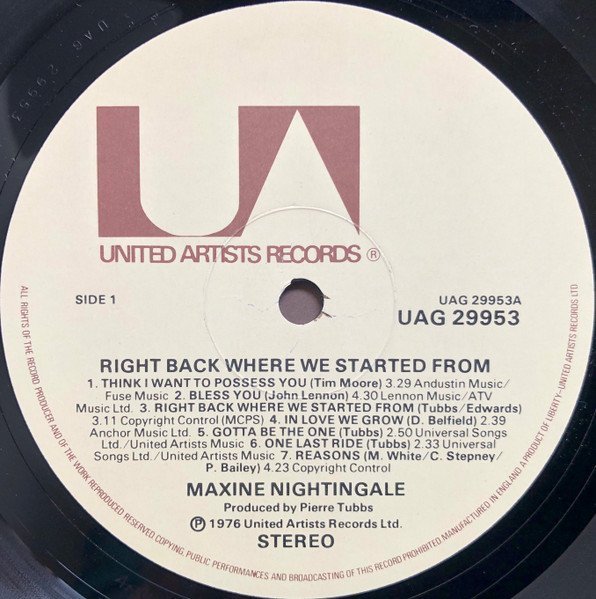 UAG 29953
UA
UNITED ARTISTS RECORDS ®
SIDE 1
UAG 29953A
UAG 29953
RIGHT BACK WHERE WE STARTED FROM
1. THINK I WANT TO POSSESS YOU (Tim Moore) 3.29 Andustin Music/
Fuse Music 2. BLESS YOU (John Lennon) 4.30 Lennon Music/ATV
Music Ltd. 3. RIGHT BACK WHERE WE STARTED FROM (Tubbs/Edwards)
3.11 Copyright Control (MCPS) 4. IN LOVE WE GROW (D. Belfield) 2.39
Anchor Music Ltd. 5. GOTTA BE THE ONE (Tubbs) 2.50 Universal Songs
Ltd./United Artists Music 6. ONE LAST RIDE (Tubbs) 2.33 Universal
Songs Ltd./United Artists Music 7. REASONS (M. White/C. Stepney/
P. Bailey) 4.23 Copyright Control
MAXINE NIGHTINGALE
Produced by Pierre Tubbs
℗ 1976 United Artists Records Ltd.
STEREO
ALL RIGHTS OF THE RECORD PRODUCER AND OF THE WORK REPRODUCED RESERVED COPYING, PUBLIC PERFORMANCES AND BROADCASTING OF THIS RECORD PROHIBITED MANUFACTURED IN ENGLAND A PRODUCT OF LIBERTY-UNITED ARTISTS RECORDS LTD